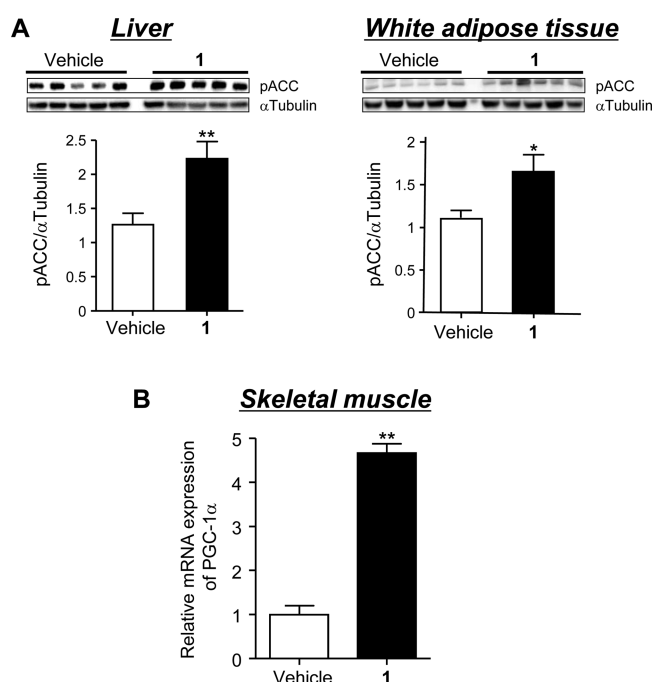 A
Liver
White adipose tissue
Vehicle 1
pACC
αTubulin
Vehicle 1
pACC
αTubulin
pACC/αTubulin
2.5
2
1.5
1
0.5
0
**
Vehicle 1
pACC/αTubulin
2
1.5
1
0.5
0
*
Vehicle 1
B
Skeletal muscle
Relative mRNA expression
of PGC-1α
5
4
3
2
1
0
**
Vehicle 1